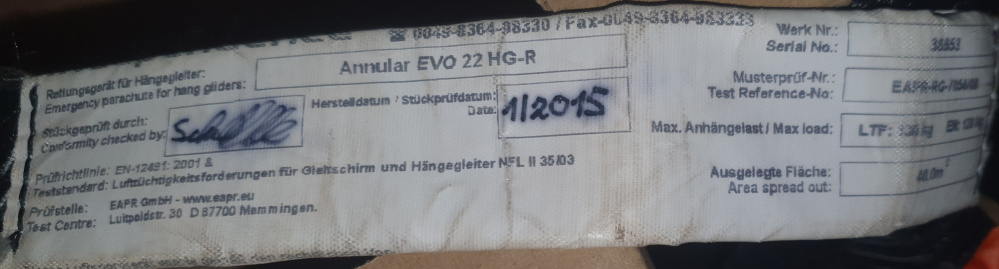 ☎ 0049-8364-98330 / Fax-0049-8364-983333
Rettungsgerät für Hängegleiter:
Emergency parachute for hang gliders:
Annular EVO 22 HG-R
Stückgeprüft durch:
Conformity checked by:
Herstelldatum / Stückprüfdatum:
Date:
1/2015
Prüfrichtlinie: EN-12491: 2001 &
Teststandard: Lufttüchtigkeitsforderungen für Gleitschirm und Hängegleiter NFL II 35/03
Prüfstelle: EAPR GmbH - www.eapr.eu
Test Centre: Luitpoldstr. 30 D 87700 Memmingen.
Werk Nr.:
Serial No.:
Musterprüf-Nr.:
Test Reference-No:
Max. Anhängelast / Max load:
LTF: kg
Ausgelegte Fläche:
Area spread out: